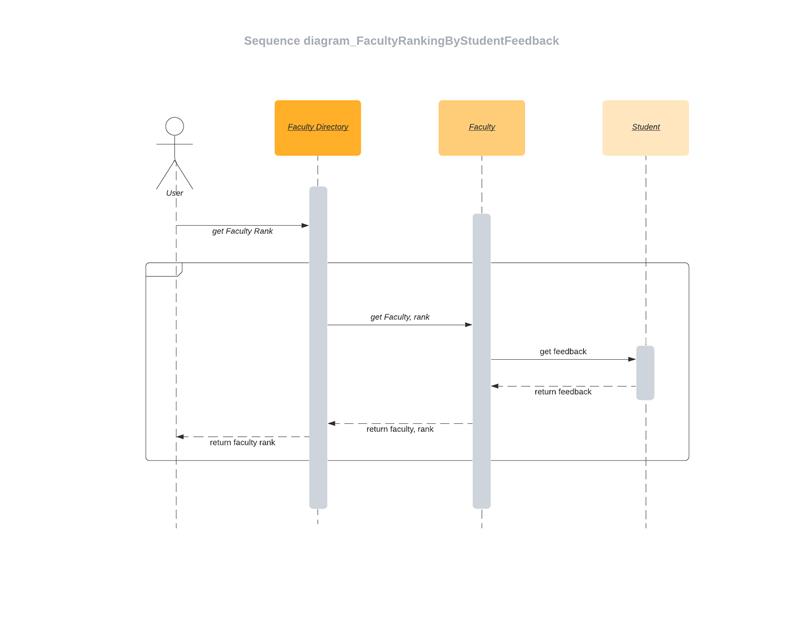 Sequence diagram_FacultyRankingByStudentFeedback
Faculty Directory
Faculty
Student
User
get Faculty Rank
get Faculty, rank
get feedback
return feedback
return faculty, rank
return faculty rank